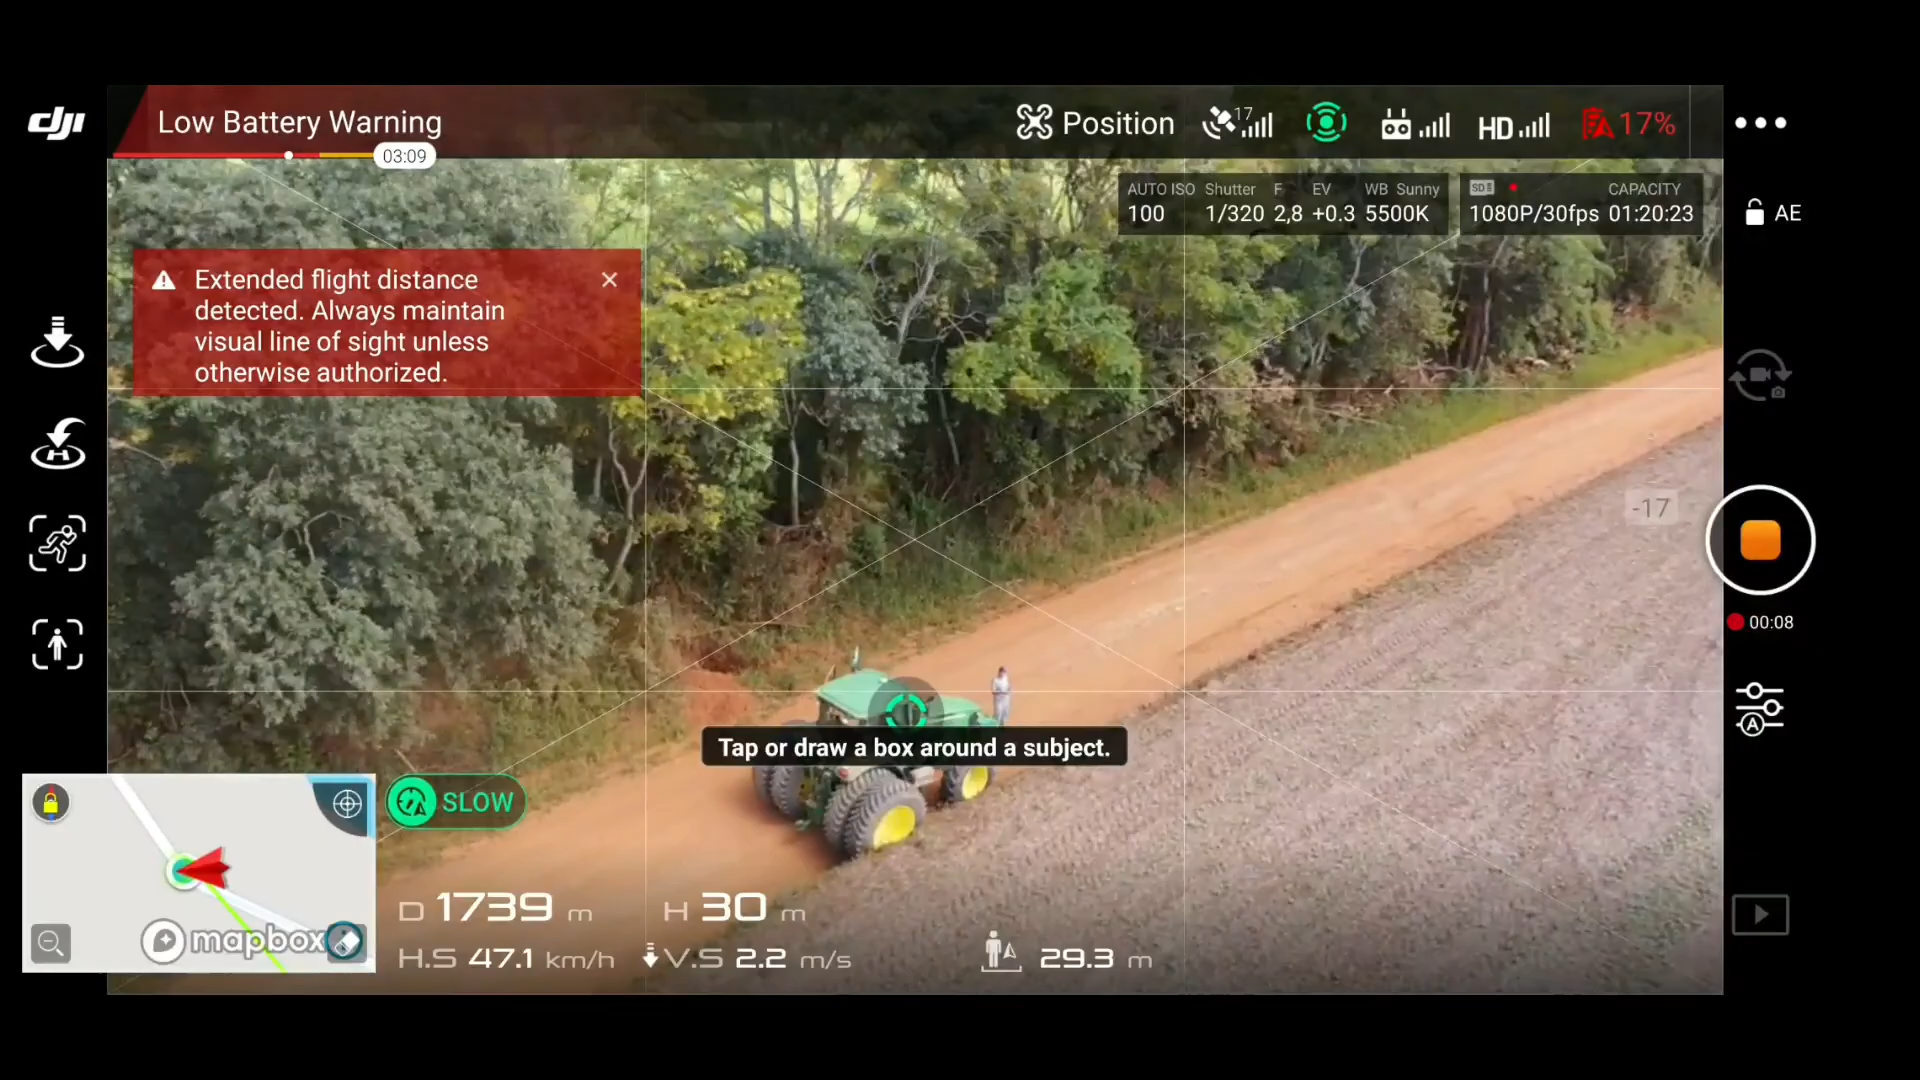 dji
Low Battery Warning
03:09
Position
17
HD
17%
AUTO ISO Shutter F EV WB Sunny
100 1/320 2,8 +0.3 5500K
SD CAPACITY
1080P/30fps 01:20:23
AE
Extended flight distance
detected. Always maintain
visual line of sight unless
otherwise authorized.
-17
00:08
A
Tap or draw a box around a subject.
SLOW
mapbox
D 1739 m H 30 m
H.S 47.1 km/h V.S 2.2 m/s 29.3 m